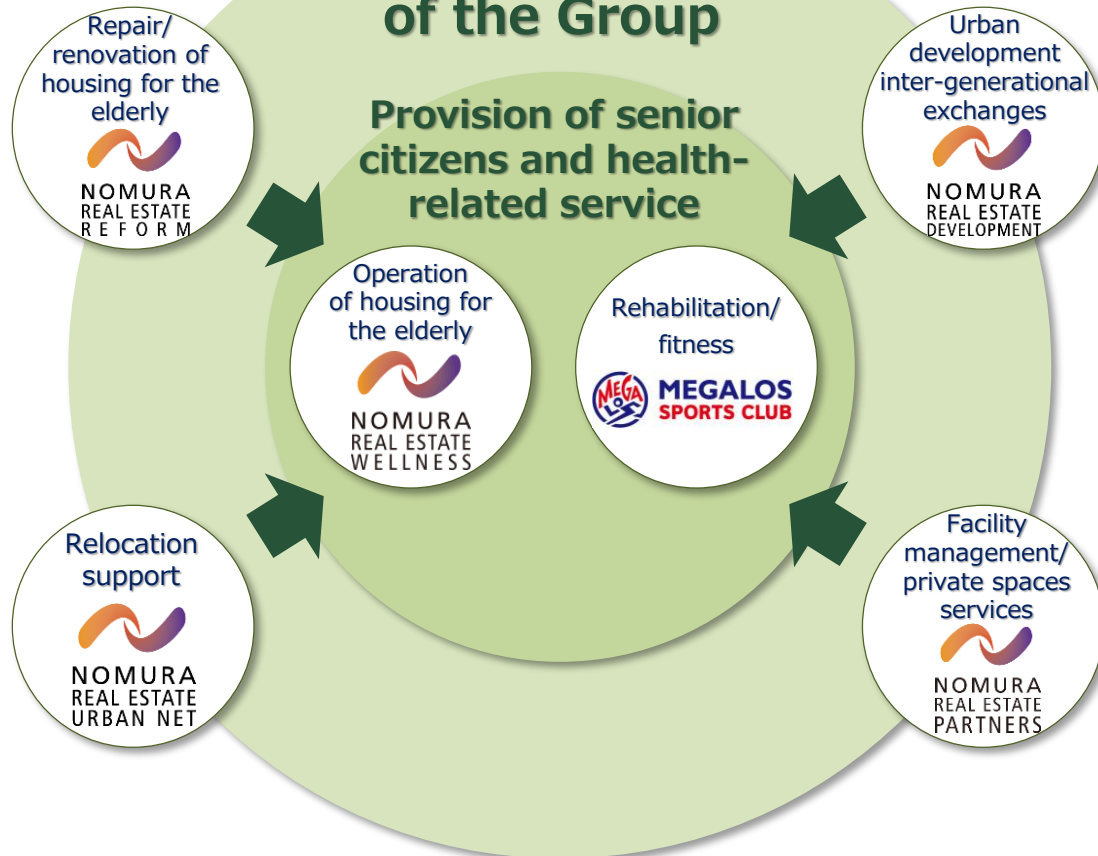 of the Group
Repair/
renovation of
housing for the
elderly
NOMURA
REAL ESTATE
REFORM
Urban
development
inter-generational
exchanges
NOMURA
REAL ESTATE
DEVELOPMENT
Provision of senior
citizens and health-
related service
Operation
of housing for
the elderly
NOMURA
REAL ESTATE
WELLNESS
Rehabilitation/
fitness
MEGALOS
MEGALOS
SPORTS CLUB
Relocation
support
NOMURA
REAL ESTATE
URBAN NET
Facility
management/
private spaces
services
NOMURA
REAL ESTATE
PARTNERS